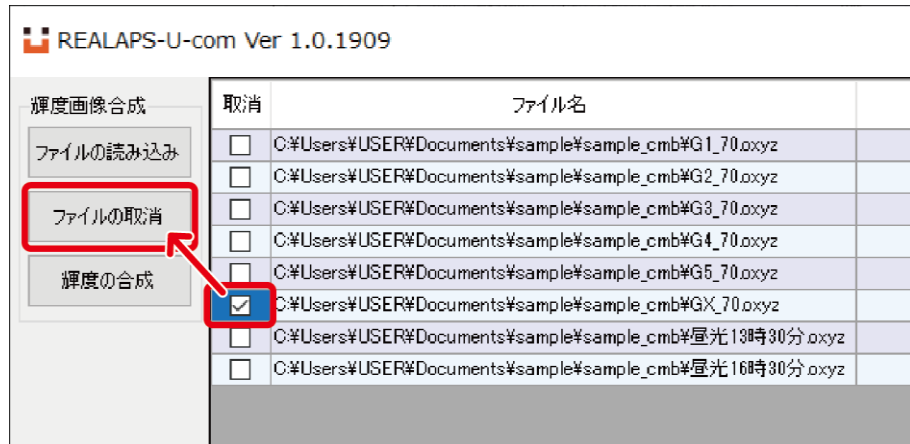 REALAPS-U-com Ver 1.0.1909
輝度画像合成
ファイルの読み込み
ファイルの取消
輝度の合成
取消 ファイル名
C:¥Users¥USER¥Documents¥sample¥sample_cmb¥G1_70.oxyz
C:¥Users¥USER¥Documents¥sample¥sample_cmb¥G2_70.oxyz
C:¥Users¥USER¥Documents¥sample¥sample_cmb¥G3_70.oxyz
C:¥Users¥USER¥Documents¥sample¥sample_cmb¥G4_70.oxyz
C:¥Users¥USER¥Documents¥sample¥sample_cmb¥G5_70.oxyz
C:¥Users¥USER¥Documents¥sample¥sample_cmb¥GX_70.oxyz
C:¥Users¥USER¥Documents¥sample¥sample_cmb¥昼光13時30分.oxyz
C:¥Users¥USER¥Documents¥sample¥sample_cmb¥昼光16時30分.oxyz